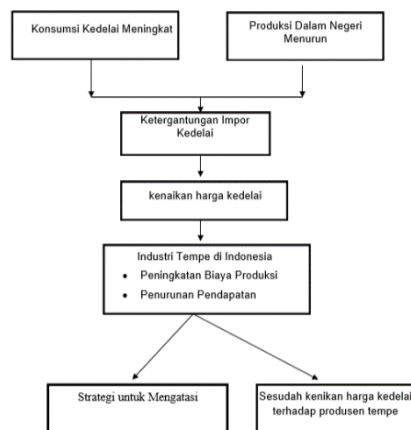 Konsumsi Kedelai Meningkat
Produksi Dalam Negeri
Menurun
Ketergantungan Impor
Kedelai
kenaikan harga kedelai
Industri Tempe di Indonesia
• Peningkatan Biaya Produksi
• Penurunan Pendapatan
Strategi untuk Mengatasi
Sesudah kenikan harga kedelai
terhadap produsen tempe